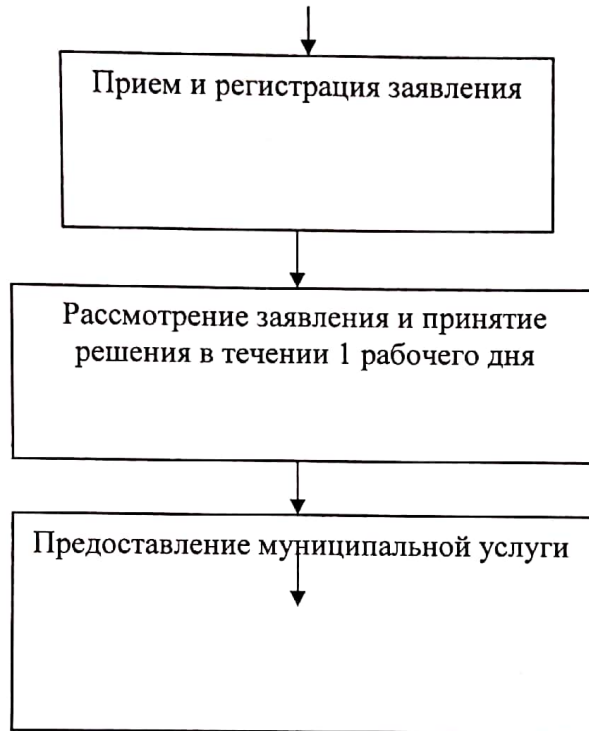 Прием и регистрация заявления
Рассмотрение заявления и принятие
решения в течении 1 рабочего дня
Предоставление муниципальной услуги